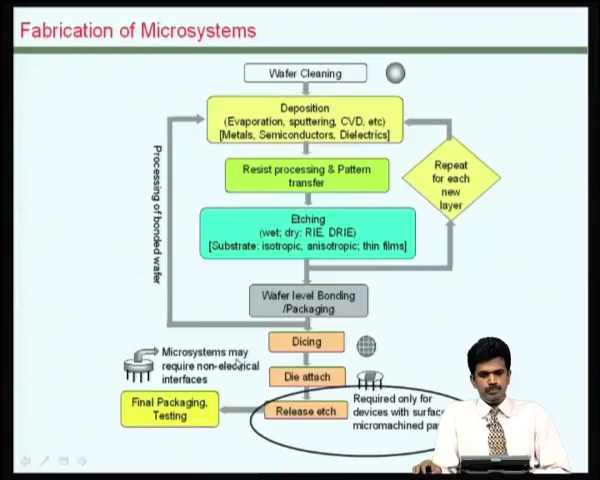 Fabrication of Microsystems
Wafer Cleaning
Deposition
(Evaporation, sputtering, CVD, etc)
[Metals, Semiconductors, Dielectrics]
Resist processing & Pattern
transfer
Repeat
for each
new
layer
Etching
(wet; dry: RIE, DRIE)
[Substrate: isotropic, anisotropic; thin films]
Processing of bonded wafer
Wafer level Bonding
/Packaging
Dicing
Microsystems may
require non-electrical
interfaces
Die attach
Final Packaging,
Testing
Release etch
Required only for
devices with surfac
micromachined pa